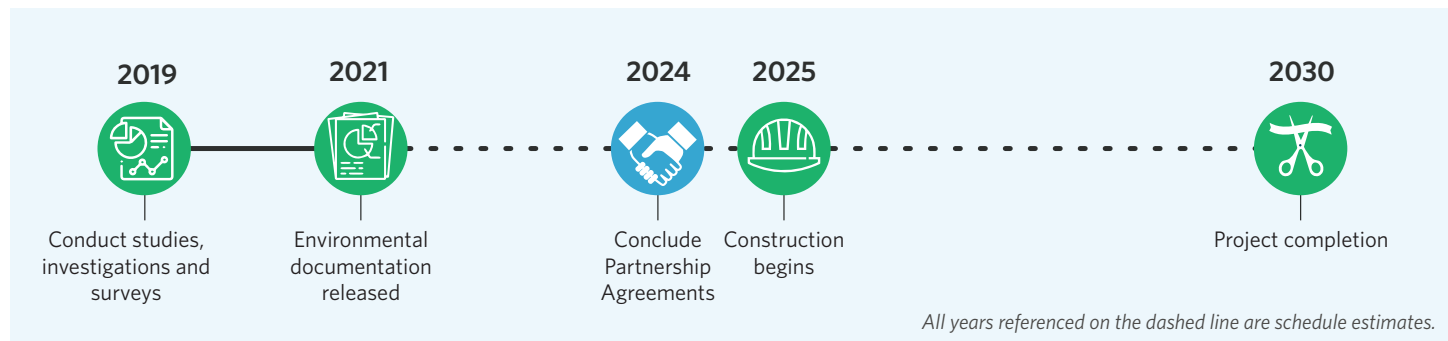 2019
2021
2024
2025
2030
Conduct studies,
investigations and
surveys
Environmental
documentation
released
Conclude
Partnership
Agreements
Construction
begins
Project completion
All years referenced on the dashed line are schedule estimates.